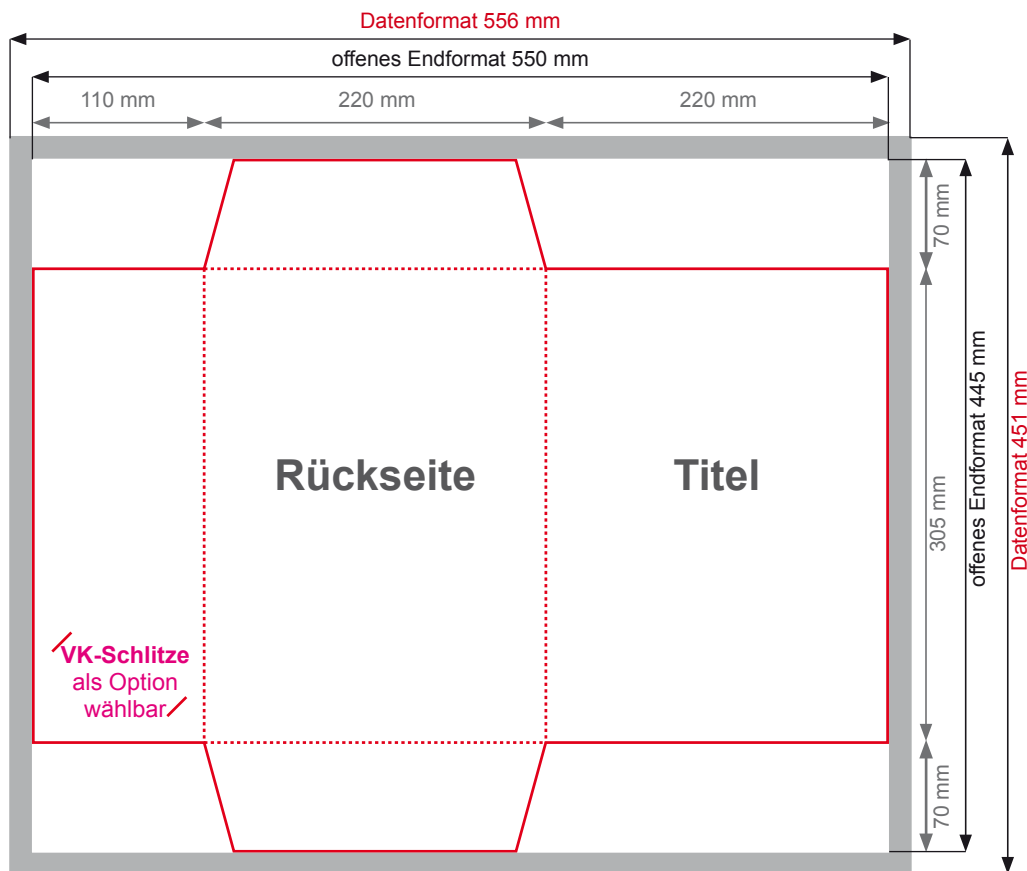 Datenformat 556 mm
offenes Endformat 550 mm
110 mm
220 mm
220 mm
70 mm
305 mm
70 mm
offenes Endformat 445 mm
Datenformat 451 mm
Rückseite
Titel
VK-Schlitze
als Option
wählbar